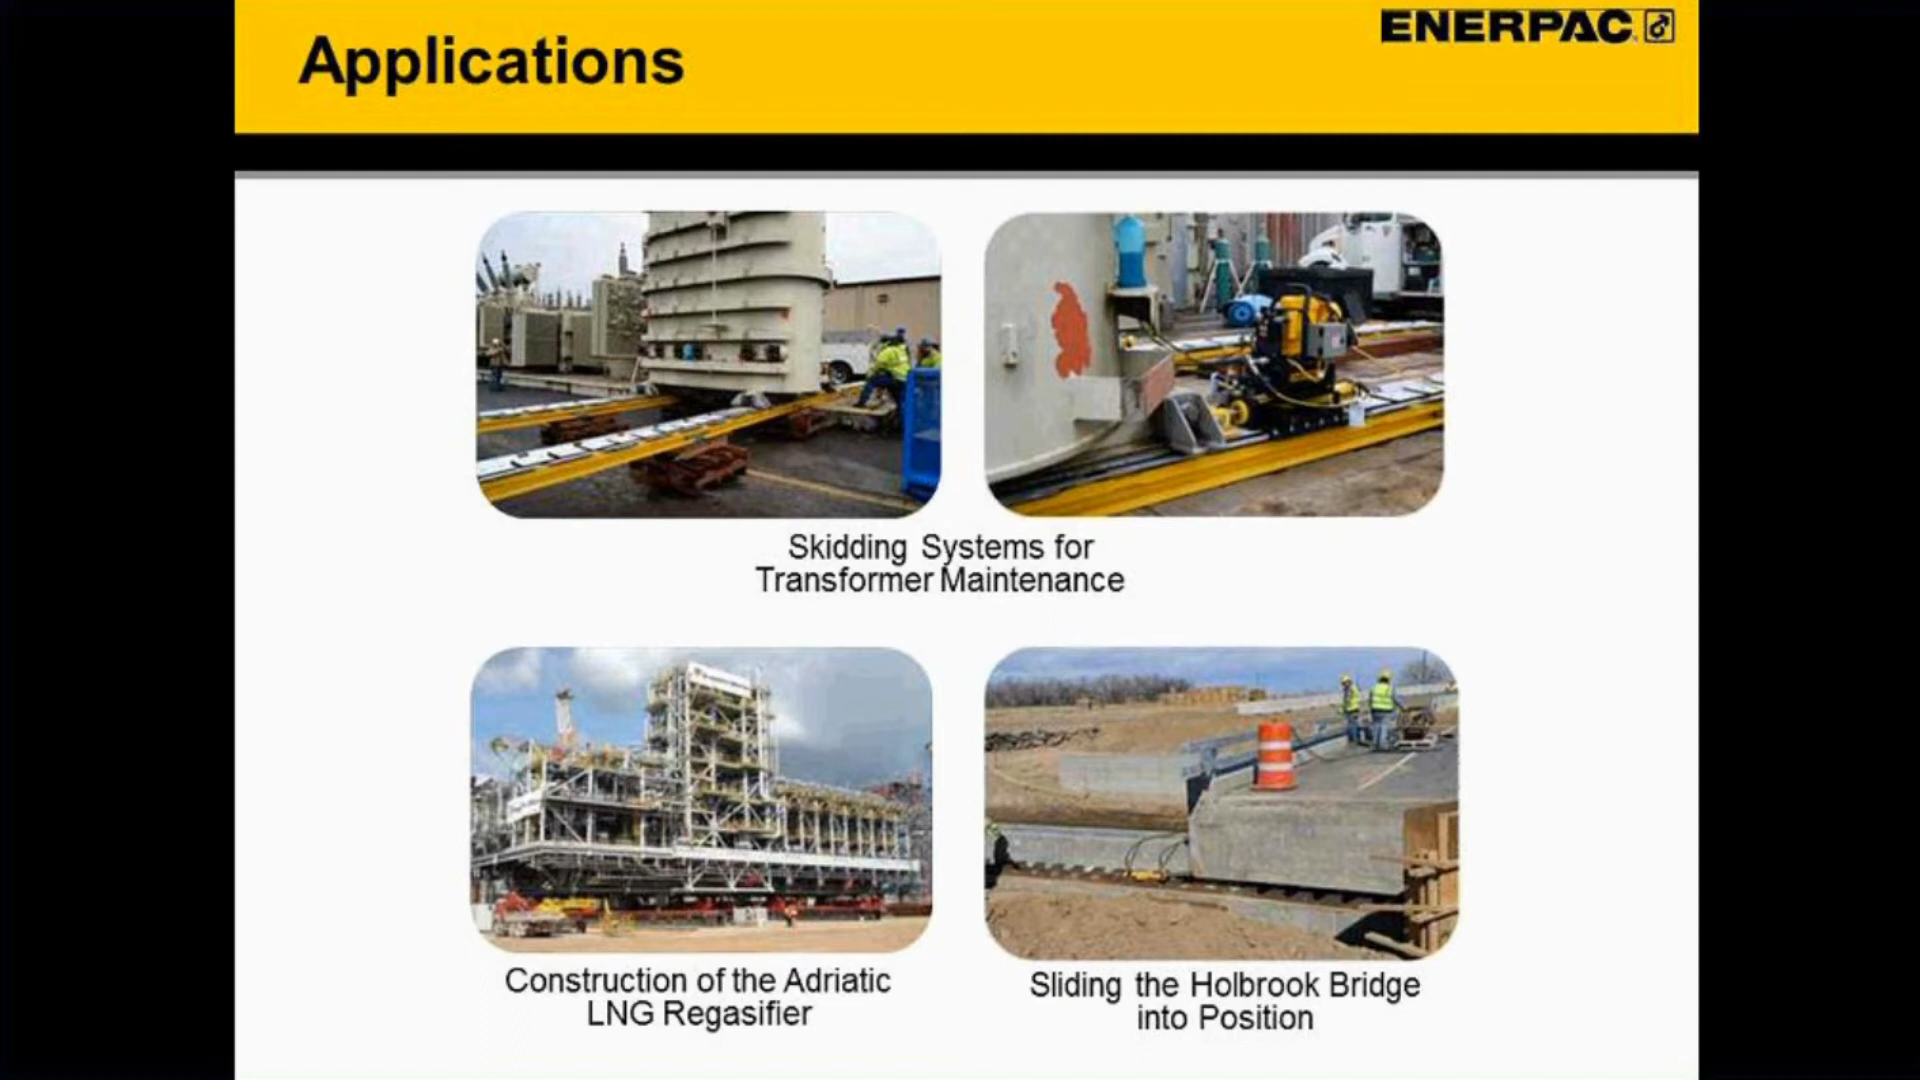 Applications
ENERPAC
Skidding Systems for
Transformer Maintenance
Construction of the Adriatic
LNG Regasifier
Sliding the Holbrook Bridge
into Position